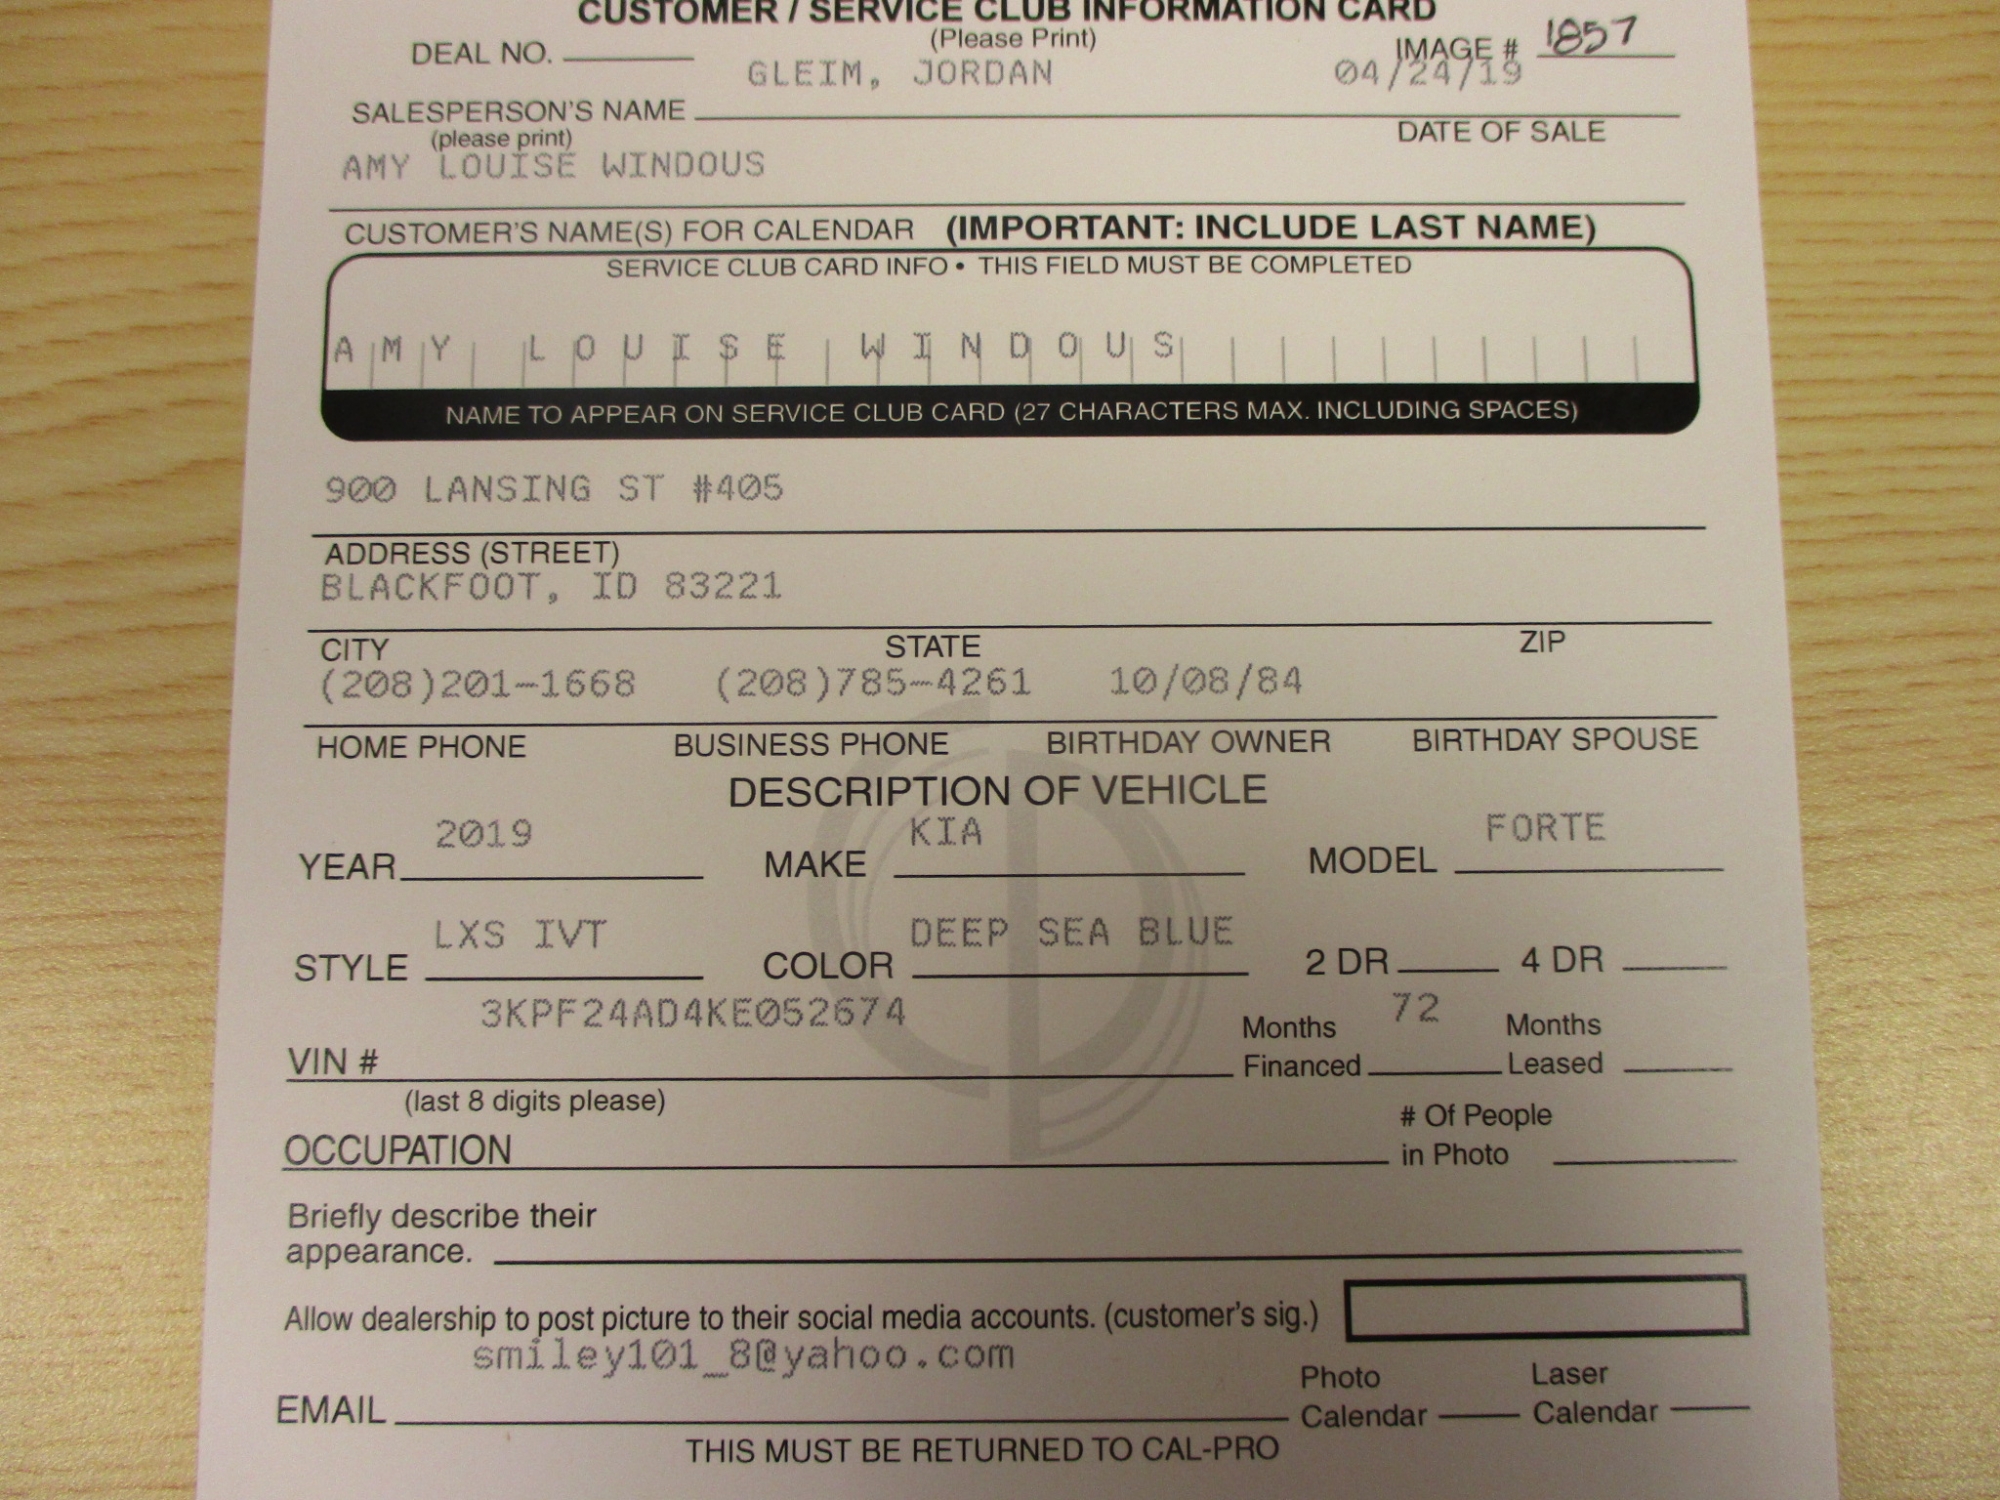 CUSTOMER / SERVICE CLUB INFORMATION CARD
(Please Print)
DEAL NO. IMAGE # 1857
GLEIM, JORDAN 04/24/19
SALESPERSON'S NAME
(please print) DATE OF SALE
AMY LOUISE WINDOUS
CUSTOMER'S NAME(S) FOR CALENDAR (IMPORTANT: INCLUDE LAST NAME)
SERVICE CLUB CARD INFO • THIS FIELD MUST BE COMPLETED
AMY LOUISE WINDOUS
NAME TO APPEAR ON SERVICE CLUB CARD (27 CHARACTERS MAX. INCLUDING SPACES)
900 LANSING ST #405
ADDRESS (STREET)
BLACKFOOT, ID 83221
CITY STATE ZIP
(208)201-1668 (208)785-4261 10/08/84
HOME PHONE BUSINESS PHONE BIRTHDAY OWNER BIRTHDAY SPOUSE
DESCRIPTION OF VEHICLE
2019 KIA FORTE
YEAR MAKE MODEL
LXS IVT DEEP SEA BLUE
STYLE COLOR 2 DR 4 DR
3KPF24AD4KE052674 72
Months Months
VIN # Financed Leased
(last 8 digits please)
# Of People
OCCUPATION in Photo
Briefly describe their
appearance.
Allow dealership to post picture to their social media accounts. (customer's sig.)
smiley101_8@yahoo.com
Photo Laser
EMAIL Calendar Calendar
THIS MUST BE RETURNED TO CAL-PRO